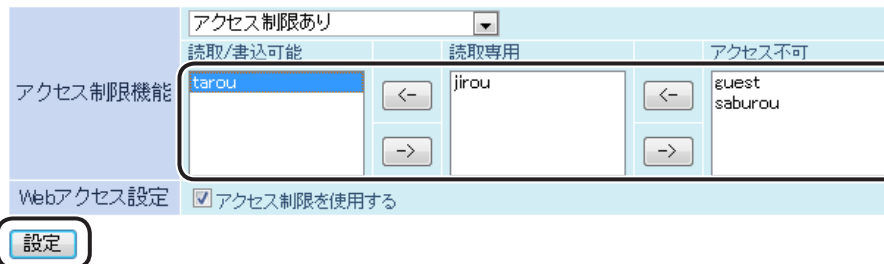 アクセス制限あり
読取/書込可能 読取専用 アクセス不可
アクセス制限機能 tarou <- jirou <- guest
saburou
-> ->
Webアクセス設定 アクセス制限を使用する
設定